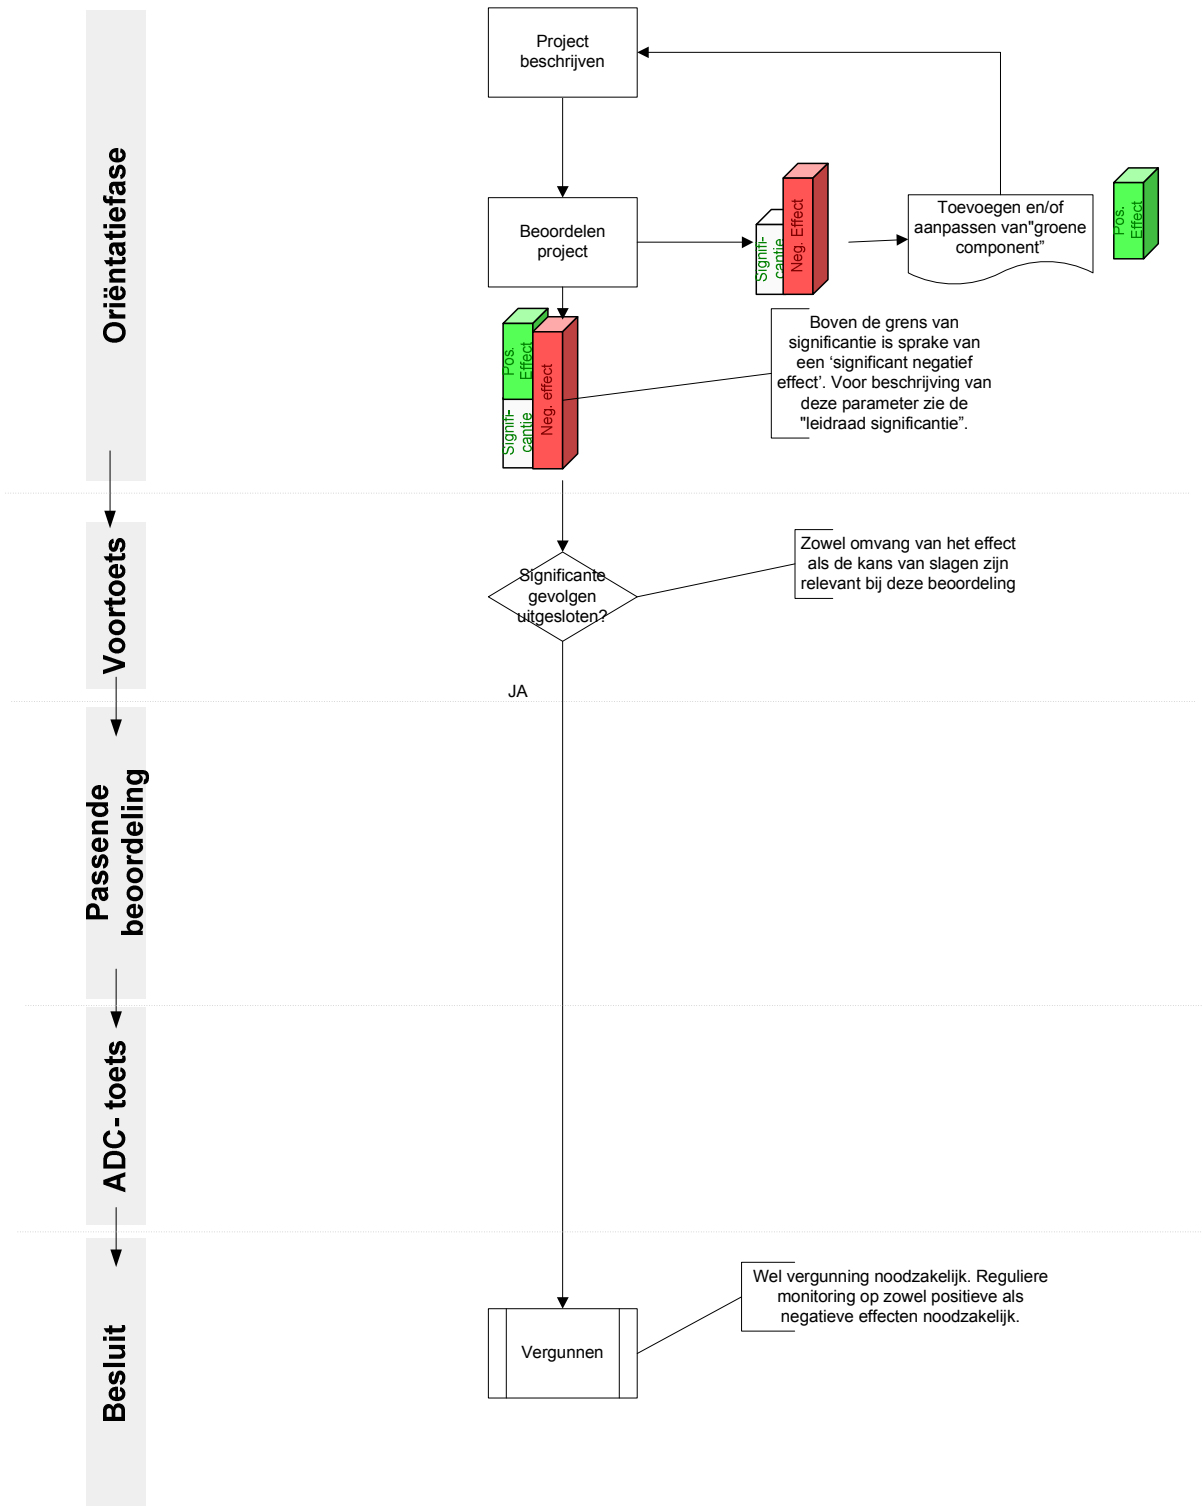 Oriëntatiefase
Project
beschrijven
Beoordelen
project
Signifi-
cantie
Neg. Effect
Toevoegen en/of
aanpassen van"groene
component”
Pos.
Effect
Pos.
Effect
Signifi-
cantie
Neg. effect
Boven de grens van
significantie is sprake van
een ‘significant negatief
effect’. Voor beschrijving van
deze parameter zie de
"leidraad significantie”.
Voortoets
Significante
gevolgen
uitgesloten?
Zowel omvang van het effect
als de kans van slagen zijn
relevant bij deze beoordeling
JA
Passende
beoordeling
ADC- toets
Besluit
Vergunnen
Wel vergunning noodzakelijk. Reguliere
monitoring op zowel positieve als
negatieve effecten noodzakelijk.